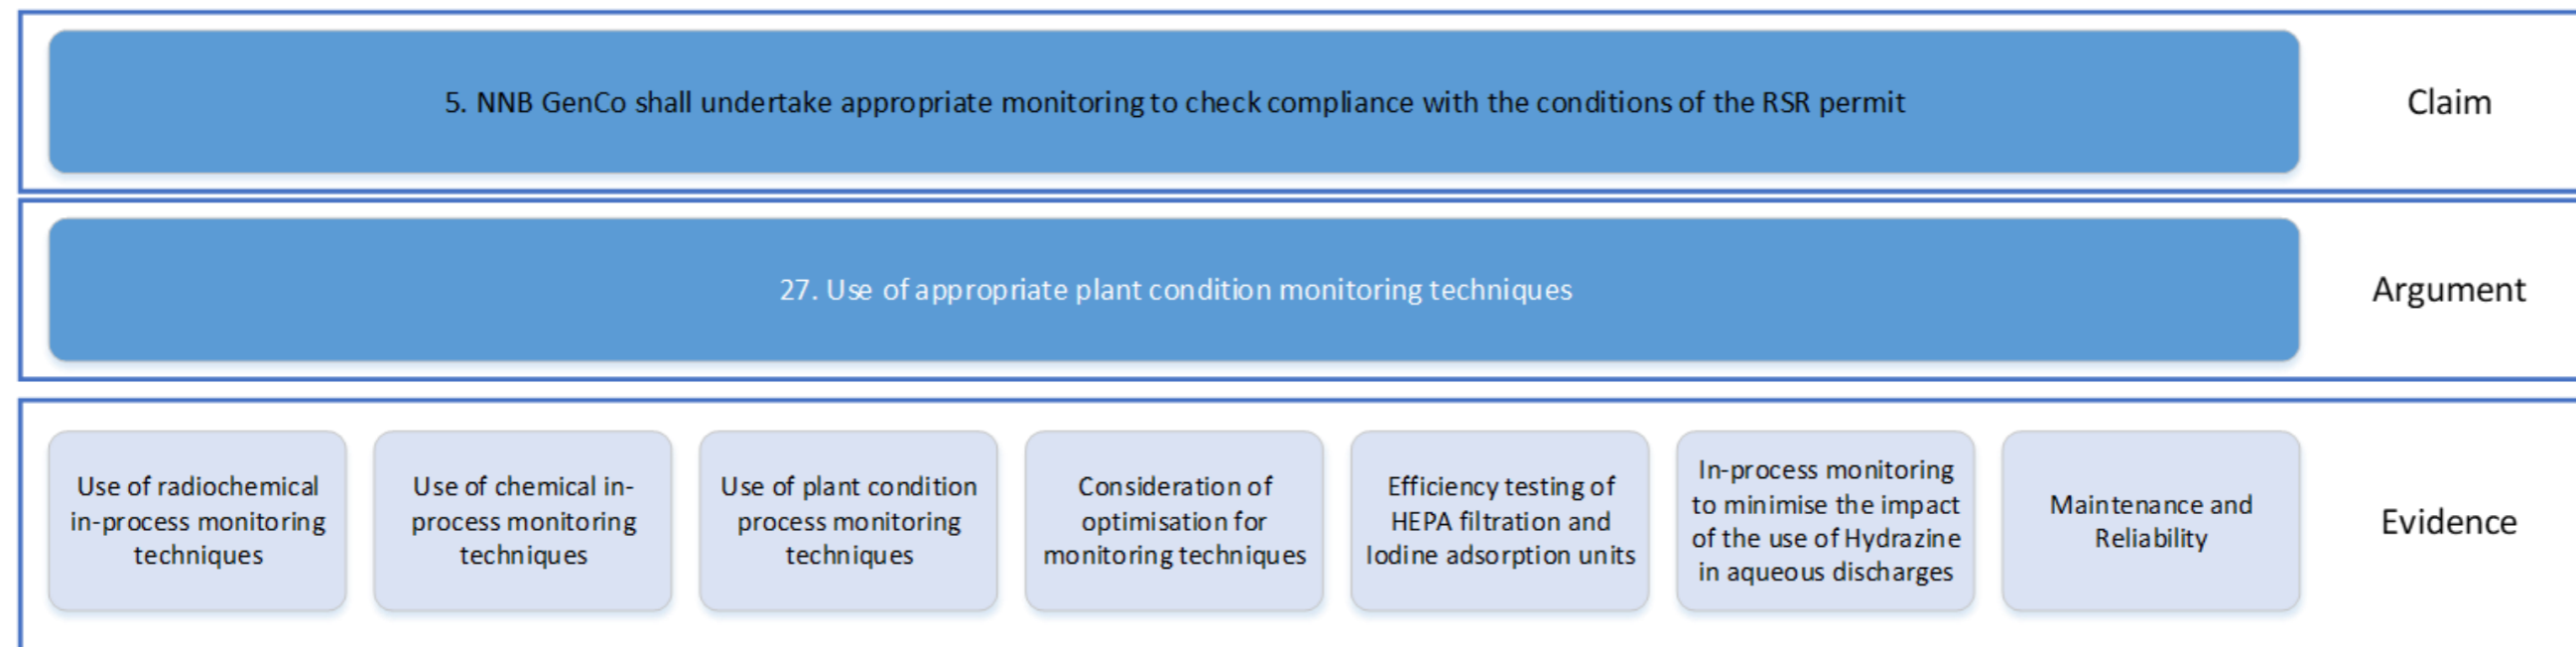 5. NNB GenCo shall undertake appropriate monitoring to check compliance with the conditions of the RSR permit
Claim
27. Use of appropriate plant condition monitoring techniques
Argument
Use of radiochemical
in-process monitoring
techniques
Use of chemical in-
process monitoring
techniques
Use of plant condition
process monitoring
techniques
Consideration of
optimisation for
monitoring techniques
Efficiency testing of
HEPA filtration and
Iodine adsorption units
In-process monitoring
to minimise the impact
of the use of Hydrazine
in aqueous discharges
Maintenance and
Reliability
Evidence